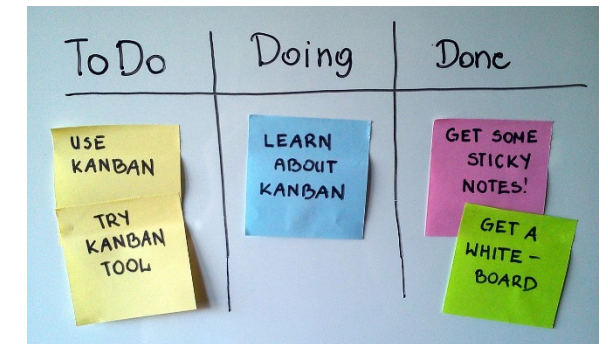 To Do
Doing
Done
USE
KANBAN
TRY
KANBAN
TOOL
LEARN
ABOUT
KANBAN
GET SOME
STICKY
NOTES!
GET A
WHITE-
BOARD